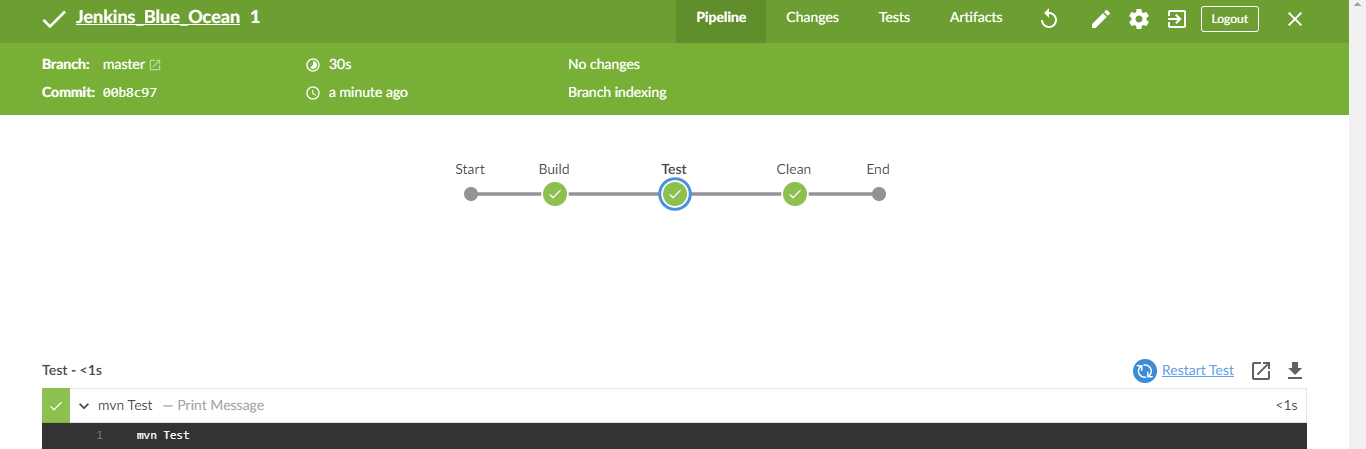 Jenkins_Blue_Ocean 1 Pipeline Changes Tests Artifacts Logout
Branch: master 30s No changes
Commit: 00b8c97 a minute ago Branch indexing
Start Build Test Clean End
Test - <1s Restart Test
mvn Test — Print Message <1s
1 mvn Test